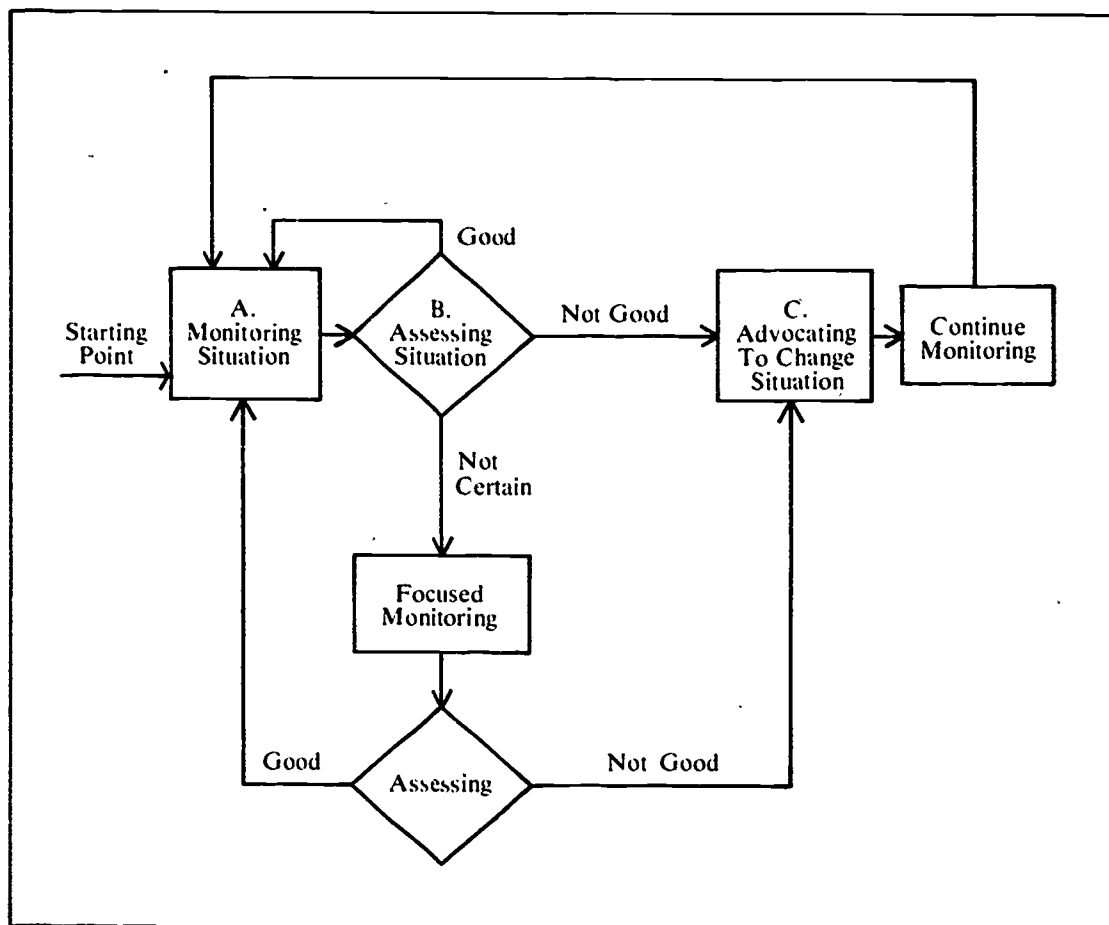 Good
Starting
Point
A.
Monitoring
Situation
B.
Assessing
Situation
Not Good
C.
Advocating
To Change
Situation
Continue
Monitoring
Not
Certain
Focused
Monitoring
Good
Assessing
Not Good